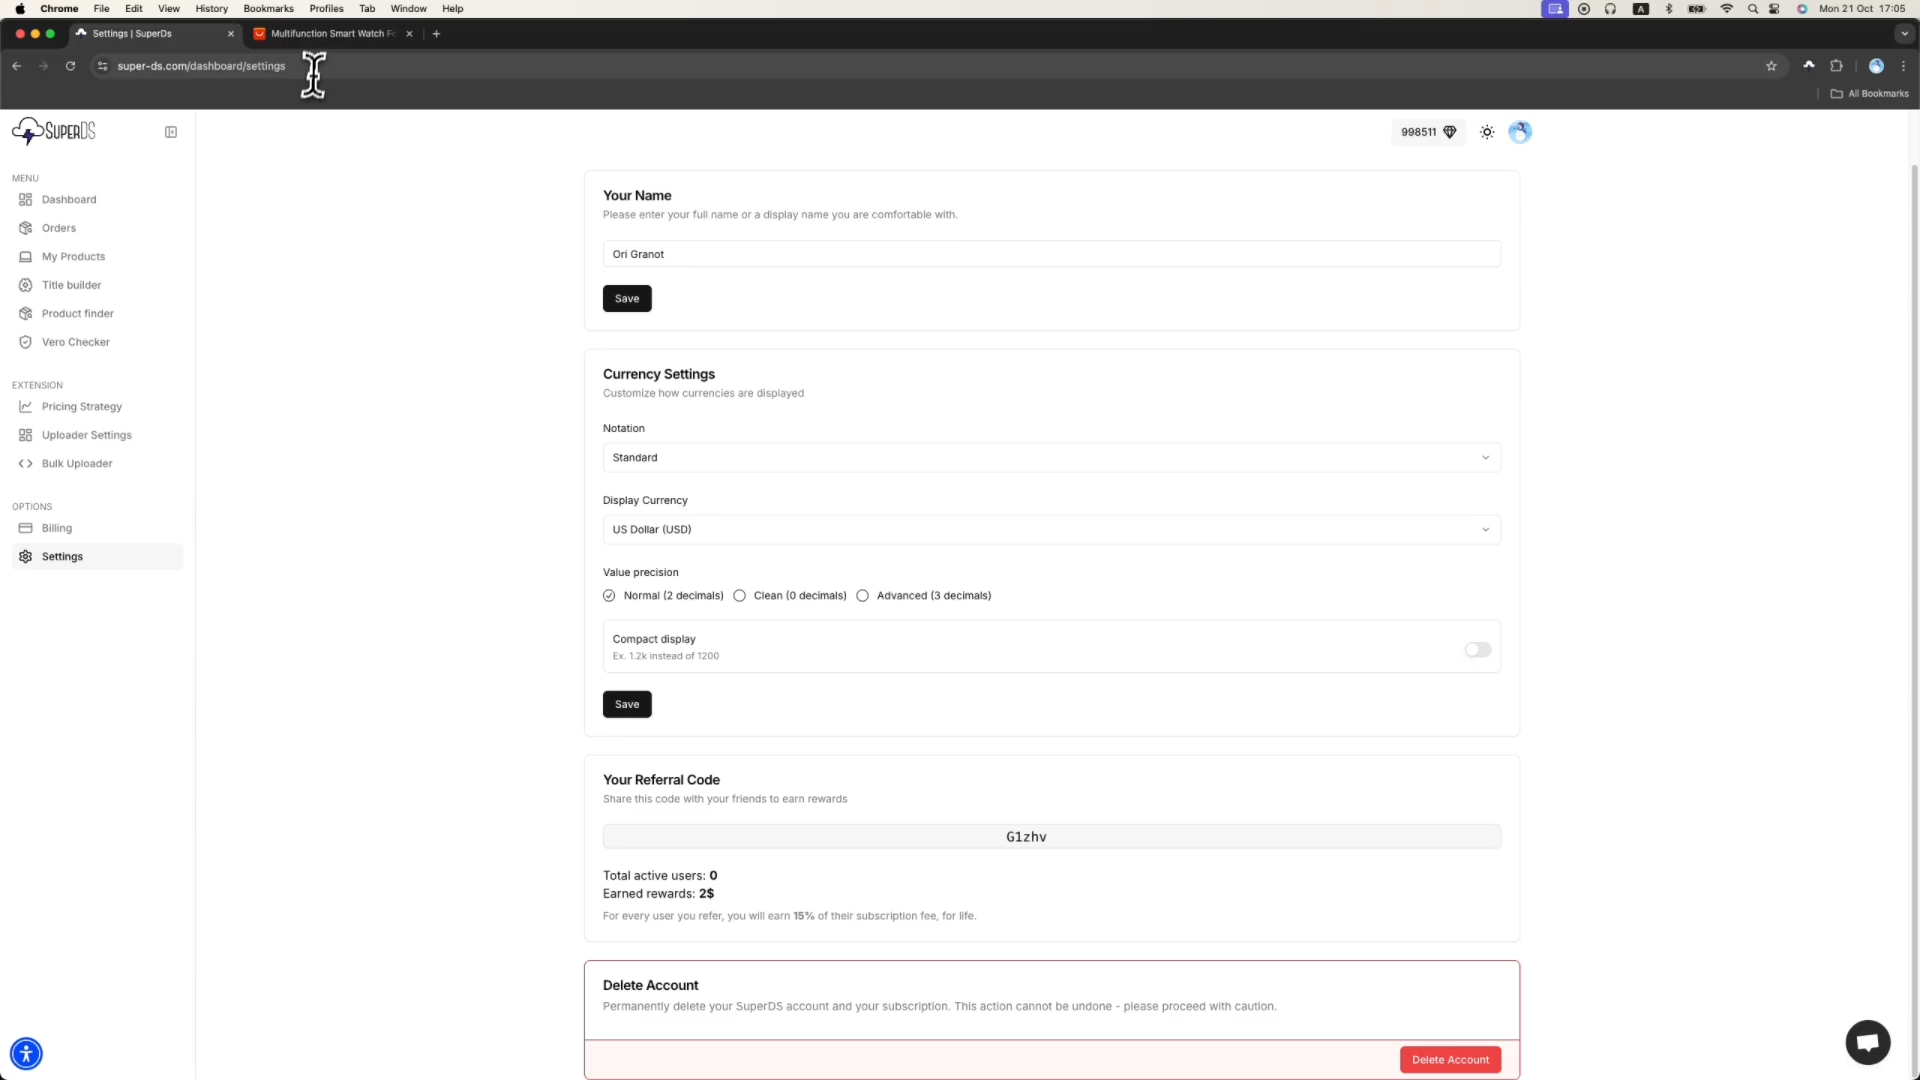 Chrome File Edit View History Bookmarks Profiles Tab Window Help A Mon 21 Oct 17:05
Settings | SuperDs Multifunction Smart Watch Fo
super-ds.com/dashboard/settings
All Bookmarks
SUPERDS
998511
MENU
Dashboard
Orders
My Products
Title builder
Product finder
Vero Checker
EXTENSION
Pricing Strategy
Uploader Settings
Bulk Uploader
OPTIONS
Billing
Settings
Your Name
Please enter your full name or a display name you are comfortable with.
Ori Granot
Save
Currency Settings
Customize how currencies are displayed
Notation
Standard
Display Currency
US Dollar (USD)
Value precision
Normal (2 decimals) Clean (0 decimals) Advanced (3 decimals)
Compact display
Ex. 1.2k instead of 1200
Save
Your Referral Code
Share this code with your friends to earn rewards
G1zhv
Total active users: 0
Earned rewards: 2$
For every user you refer, you will earn 15% of their subscription fee, for life.
Delete Account
Permanently delete your SuperDS account and your subscription. This action cannot be undone - please proceed with caution.
Delete Account